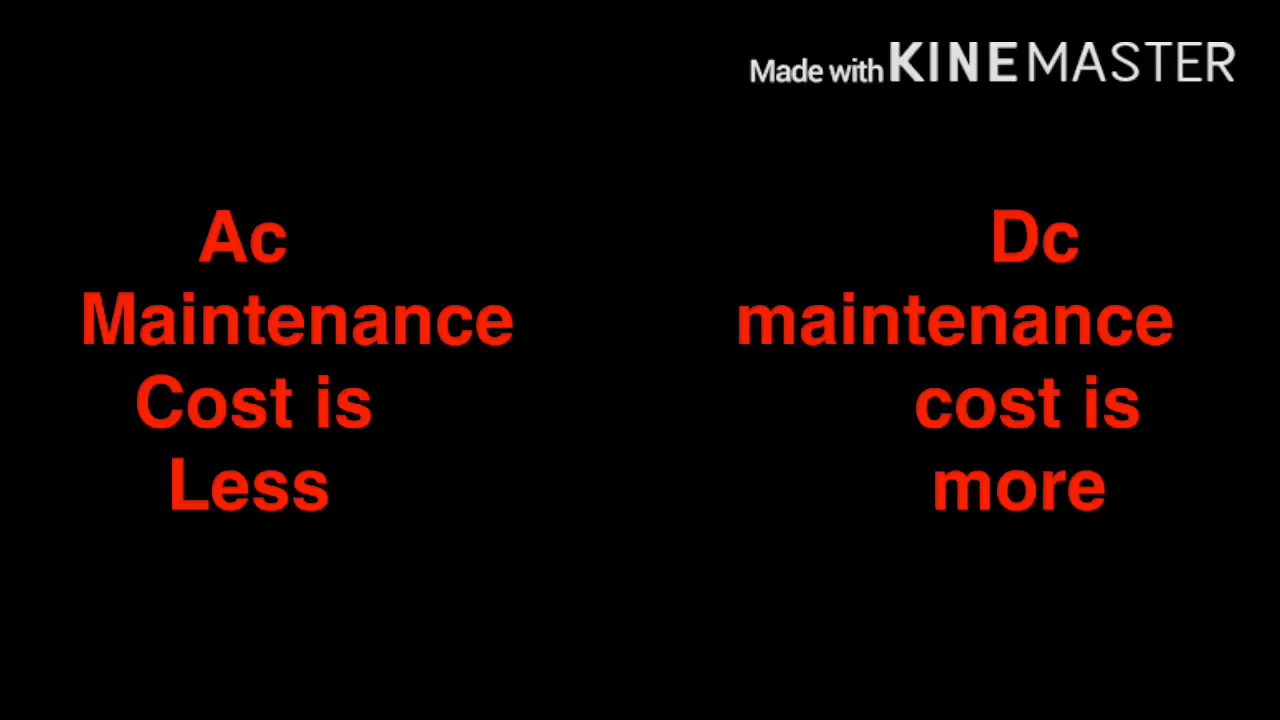 Made with KINEMASTER
Ac
Maintenance
Cost is
Less
Dc
maintenance
cost is
more